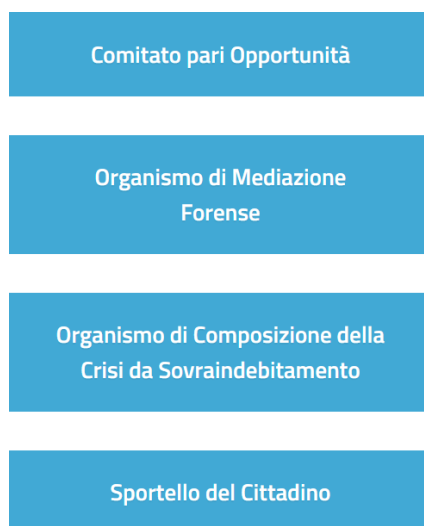 Comitato pari Opportunità
Organismo di Mediazione
Forense
Organismo di Composizione della
Crisi da Sovraindebitamento
Sportello del Cittadino